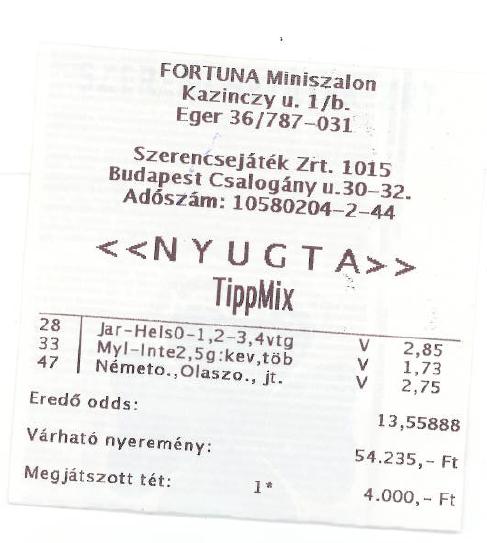 FORTUNA Miniszalon
Kazinczy u. 1/b.
Eger 36/787-031
Szerencsejáték Zrt. 1015
Budapest Csalogány u.30-32.
Adószám: 10580204-2-44
<<NYUGTA>>
TippMix
28 Jar-Hels0-1,2-3,4vtg V 2,85
33 Myl-Inte2,5g:kev,töb V 1,73
47 Németo.,Olaszo., jt. V 2,75
Eredő odds: 13,55888
Várható nyeremény: 54.235,- Ft
Megjátszott tét: 1* 4.000,- Ft